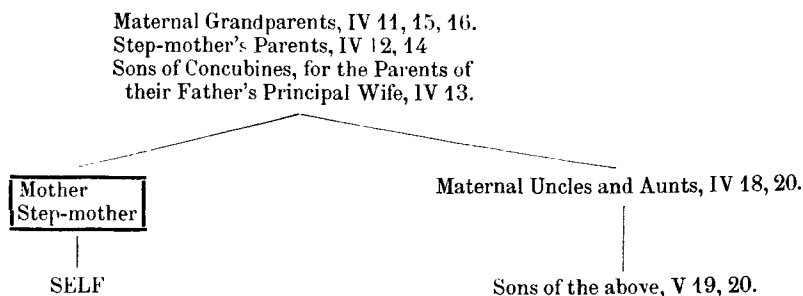 Maternal Grandparents, IV 11, 15, 16.
Step-mother's Parents, IV 12, 14
Sons of Concubines, for the Parents of
their Father's Principal Wife, IV 13.
Mother
Step-mother
Maternal Uncles and Aunts, IV 18, 20.
SELF
Sons of the above, V 19, 20.